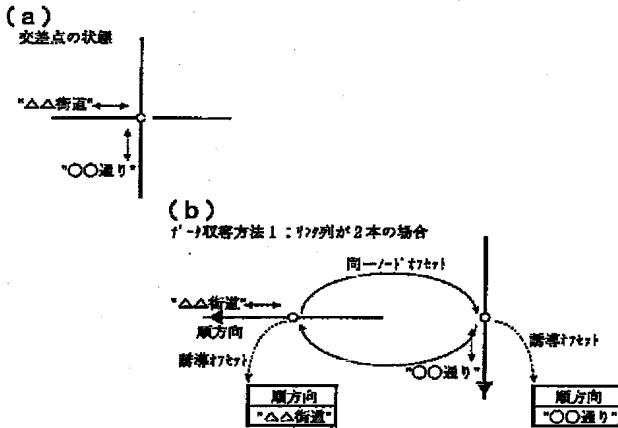 (a)
交差点の状態
"△△街道"
"○○通り"
(b)
データ収容方法1:リンク列が2本の場合
同一ノードオフセット
"△△街道"
順方向
誘導オフセット
"○○通り"
誘導オフセット
順方向
"△△街道"
順方向
"○○通り"